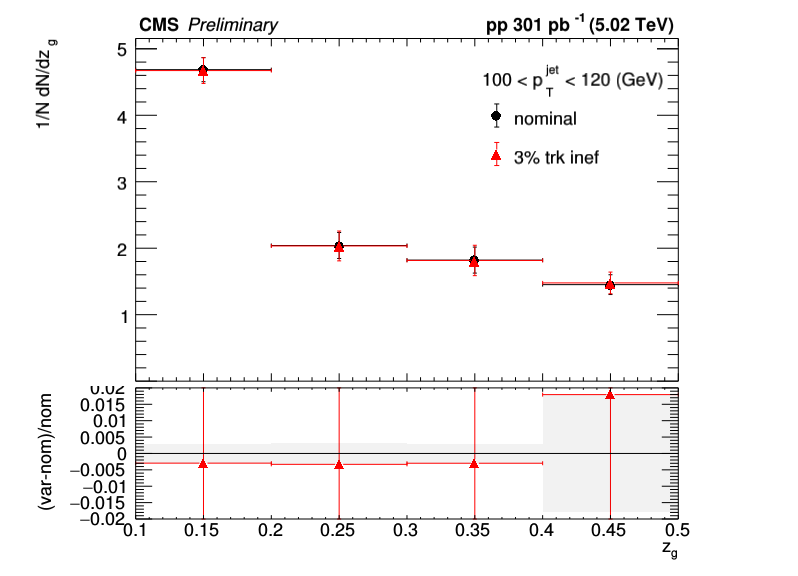 CMS Preliminary
pp 301 pb -1 (5.02 TeV)
1/N dN/dz g
5
4
3
2
1
100 < p T jet < 120 (GeV)
nominal
3% trk inef
(var-nom)/nom
0.02
0.015
0.01
0.005
0
−0.005
−0.01
−0.015
−0.02
0.1 0.15 0.2 0.25 0.3 0.35 0.4 0.45 0.5
z g